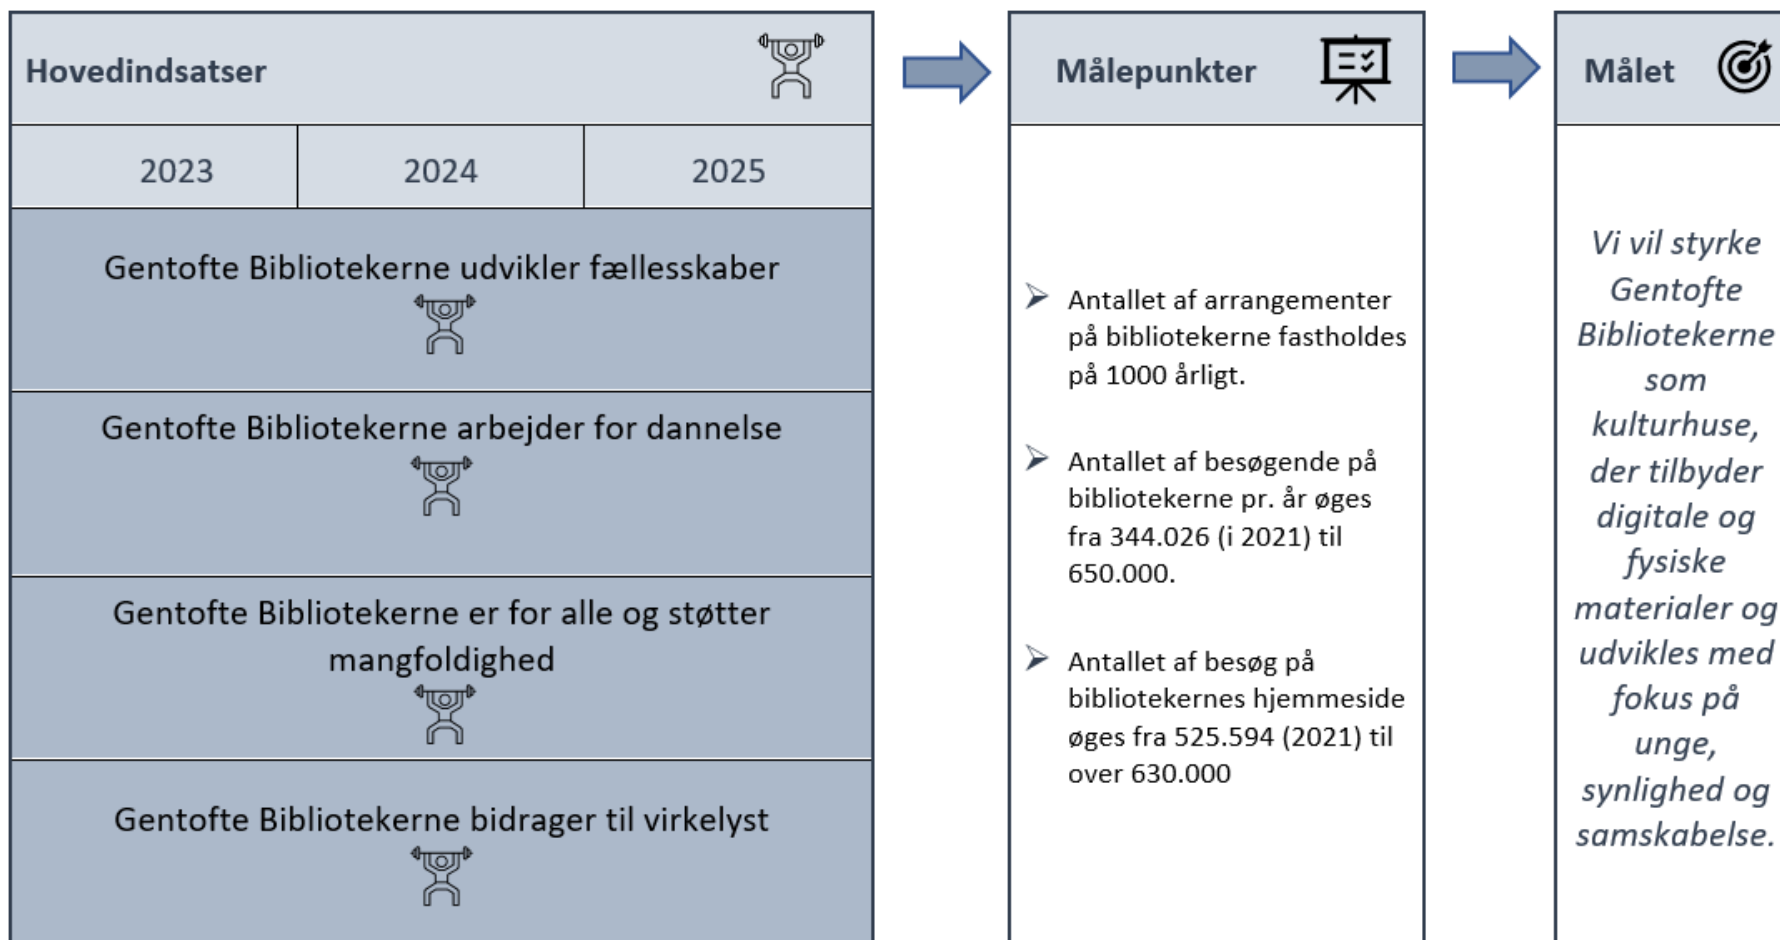 Hovedindsatser
2023
2024
2025
Gentofte Bibliotekerne udvikler fællesskaber
Gentofte Bibliotekerne arbejder for dannelse
Gentofte Bibliotekerne er for alle og støtter
mangfoldighed
Gentofte Bibliotekerne bidrager til virkelyst
Målepunkter
Antallet af arrangementer
på bibliotekerne fastholdes
på 1000 årligt.
Antallet af besøgende på
bibliotekerne pr. år øges
fra 344.026 (i 2021) til
650.000.
Antallet af besøg på
bibliotekernes hjemmeside
øges fra 525.594 (2021) til
over 630.000
Målet
Vi vil styrke
Gentofte
Bibliotekerne
som
kulturhuse,
der tilbyder
digitale og
fysiske
materialer og
udvikles med
fokus på
unge,
synlighed og
samskabelse.